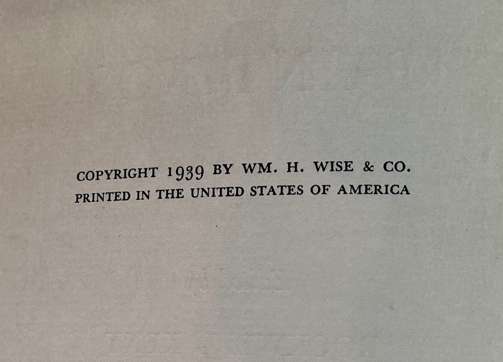 COPYRIGHT 1939 BY WM. H. WISE & CO.
PRINTED IN THE UNITED STATES OF AMERICA